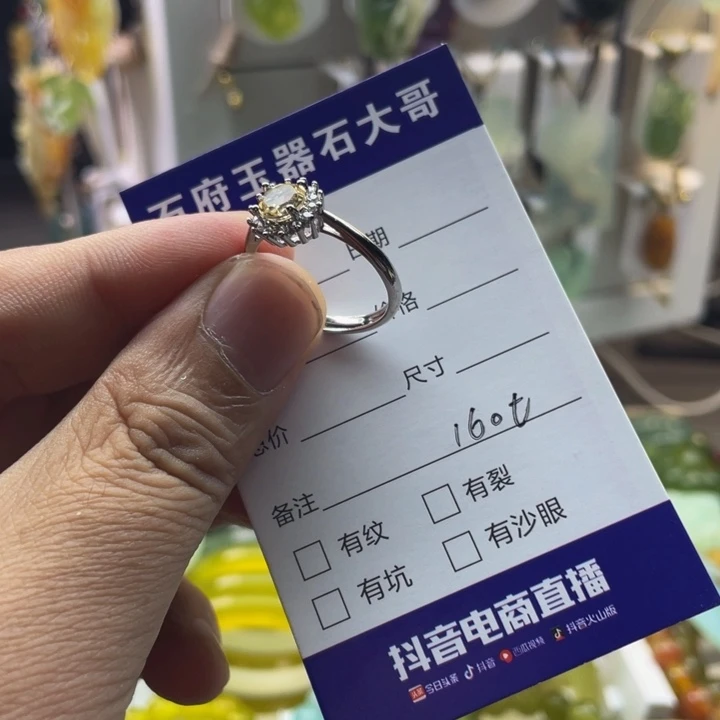 石府玉器石大哥
日期
价格
尺寸
总价
160t
备注
有纹 有裂
有坑 有沙眼
抖音电商直播
头条 今日头条 抖音 西瓜视频 抖音火山版